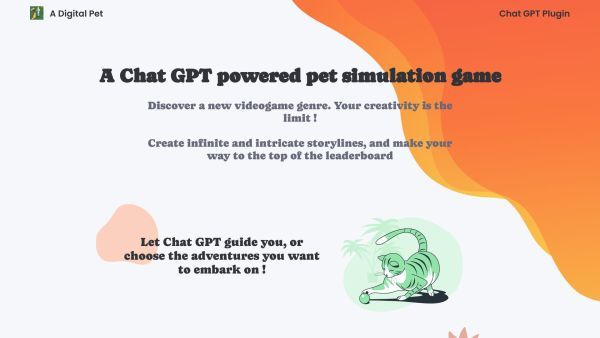 A Digital Pet
Chat GPT Plugin
A Chat GPT powered pet simulation game
Discover a new videogame genre. Your creativity is the
limit !
Create infinite and intricate storylines, and make your
way to the top of the leaderboard
Let Chat GPT guide you, or
choose the adventures you want
to embark on !